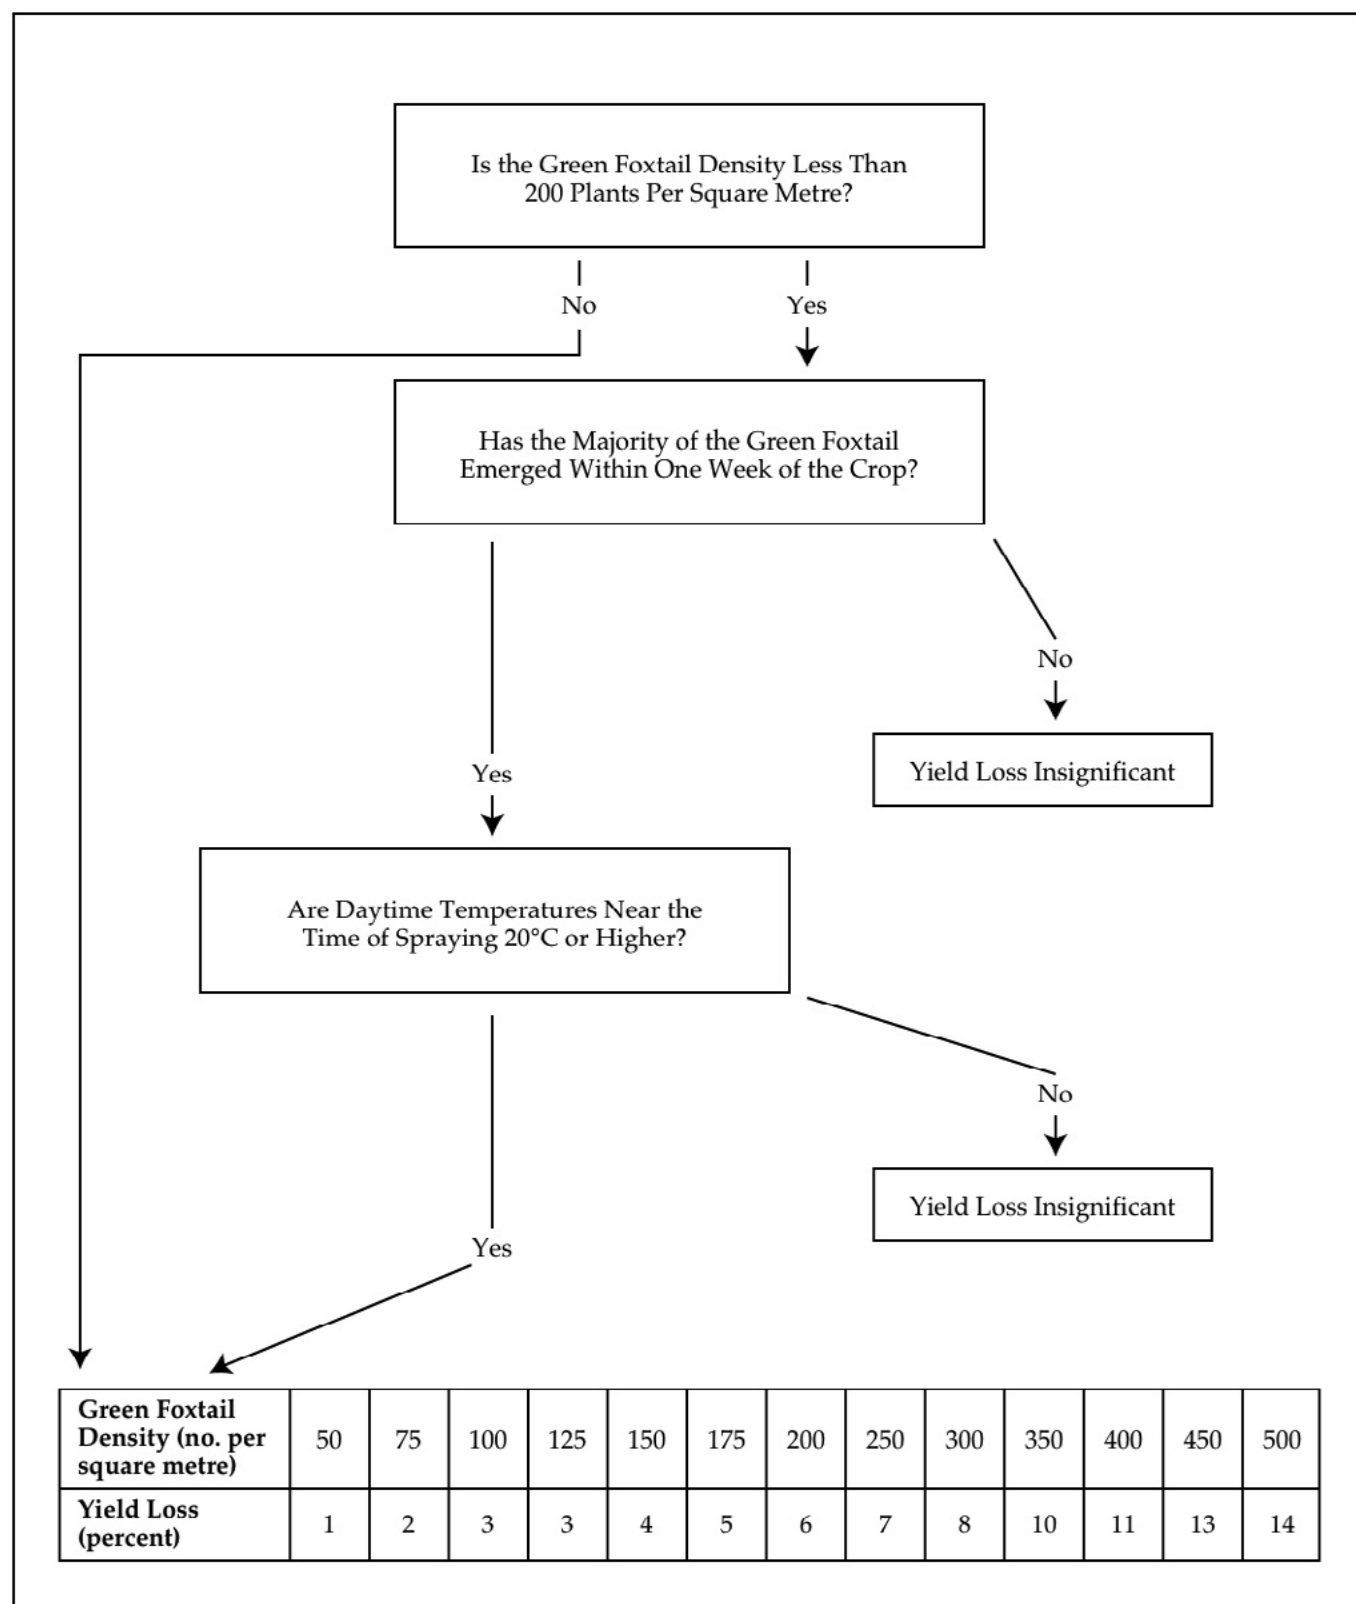 Is the Green Foxtail Density Less Than
200 Plants Per Square Metre?
No
Yes
Has the Majority of the Green Foxtail
Emerged Within One Week of the Crop?
No
Yield Loss Insignificant
Yes
Are Daytime Temperatures Near the
Time of Spraying 20°C or Higher?
No
Yield Loss Insignificant
Yes
Green Foxtail
Density (no. per
square metre)
50 75 100 125 150 175 200 250 300 350 400 450 500
Yield Loss
(percent)
1 2 3 3 4 5 6 7 8 10 11 13 14